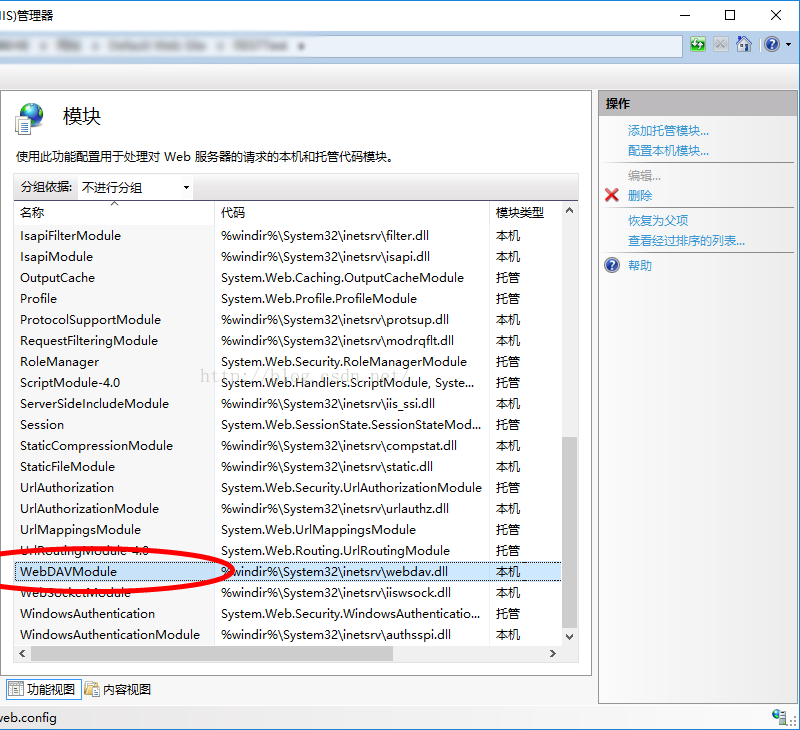 IIS)管理器
模块
使用此功能配置用于处理对 Web 服务器的请求的本机和托管代码模块。
分组依据: 不进行分组
名称 代码 模块类型
IsapiFilterModule %windir%\System32\inetsrv\filter.dll 本机
IsapiModule %windir%\System32\inetsrv\isapi.dll 本机
OutputCache System.Web.Caching.OutputCacheModule 托管
Profile System.Web.Profile.ProfileModule 托管
ProtocolSupportModule %windir%\System32\inetsrv\protsup.dll 本机
RequestFilteringModule %windir%\System32\inetsrv\modrqflt.dll 本机
RoleManager System.Web.Security.RoleManagerModule 托管
http://blog.csdn.net/
ScriptModule-4.0 System.Web.Handlers.ScriptModule, Syste... 托管
ServerSideIncludeModule %windir%\System32\inetsrv\iis_ssi.dll 本机
Session System.Web.SessionState.SessionStateMod... 托管
StaticCompressionModule %windir%\System32\inetsrv\compstat.dll 本机
StaticFileModule %windir%\System32\inetsrv\static.dll 本机
UrlAuthorization System.Web.Security.UrlAuthorizationModule 托管
UrlAuthorizationModule %windir%\System32\inetsrv\urlauthz.dll 本机
UrlMappingsModule System.Web.UrlMappingsModule 托管
UrlRoutingModule-4.0 System.Web.Routing.UrlRoutingModule 托管
WebDAVModule %windir%\System32\inetsrv\webdav.dll 本机
WebSocketModule %windir%\System32\inetsrv\iiswsock.dll 本机
WindowsAuthentication System.Web.Security.WindowsAuthenticatio... 托管
WindowsAuthenticationModule %windir%\System32\inetsrv\authsspi.dll 本机
功能视图 内容视图
web.config
操作
添加托管模块...
配置本机模块...
编辑...
删除
恢复为父项
查看经过排序的列表...
帮助